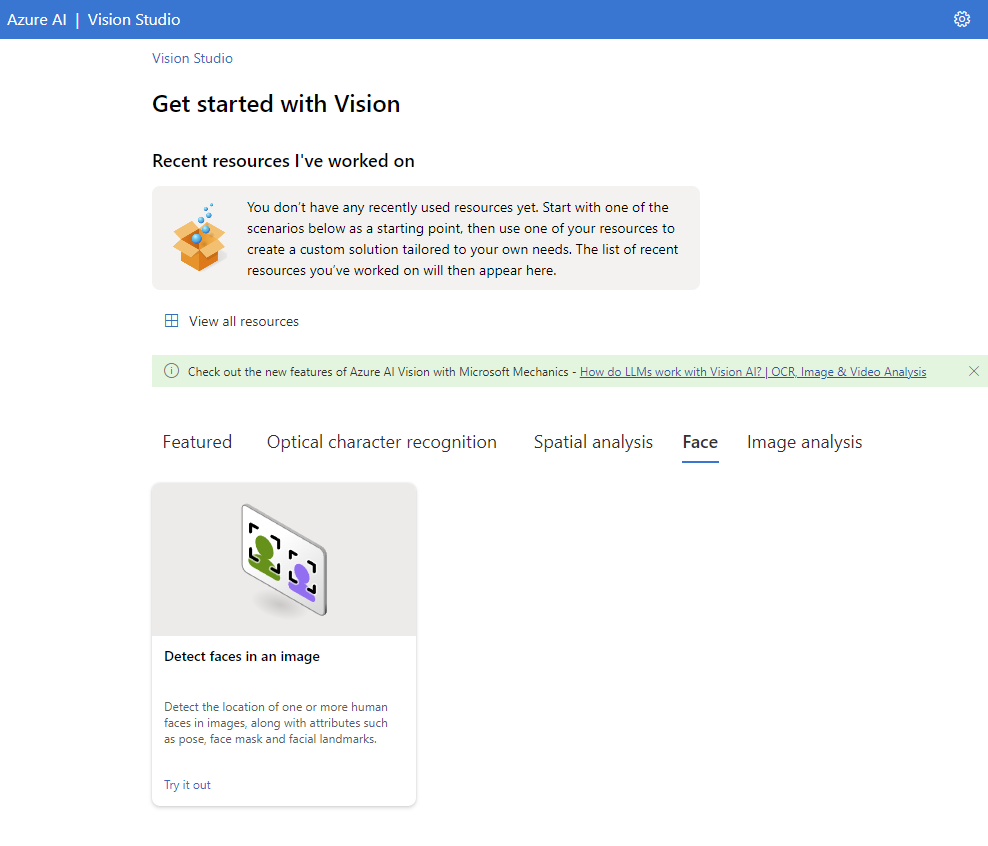 Azure AI | Vision Studio
Vision Studio
Get started with Vision
Recent resources I've worked on
You don't have any recently used resources yet. Start with one of the
scenarios below as a starting point, then use one of your resources to
create a custom solution tailored to your own needs. The list of recent
resources you've worked on will then appear here.
View all resources
Check out the new features of Azure AI Vision with Microsoft Mechanics - How do LLMs work with Vision AI? | OCR, Image & Video Analysis
Featured Optical character recognition Spatial analysis Face Image analysis
Detect faces in an image
Detect the location of one or more human
faces in images, along with attributes such
as pose, face mask and facial landmarks.
Try it out